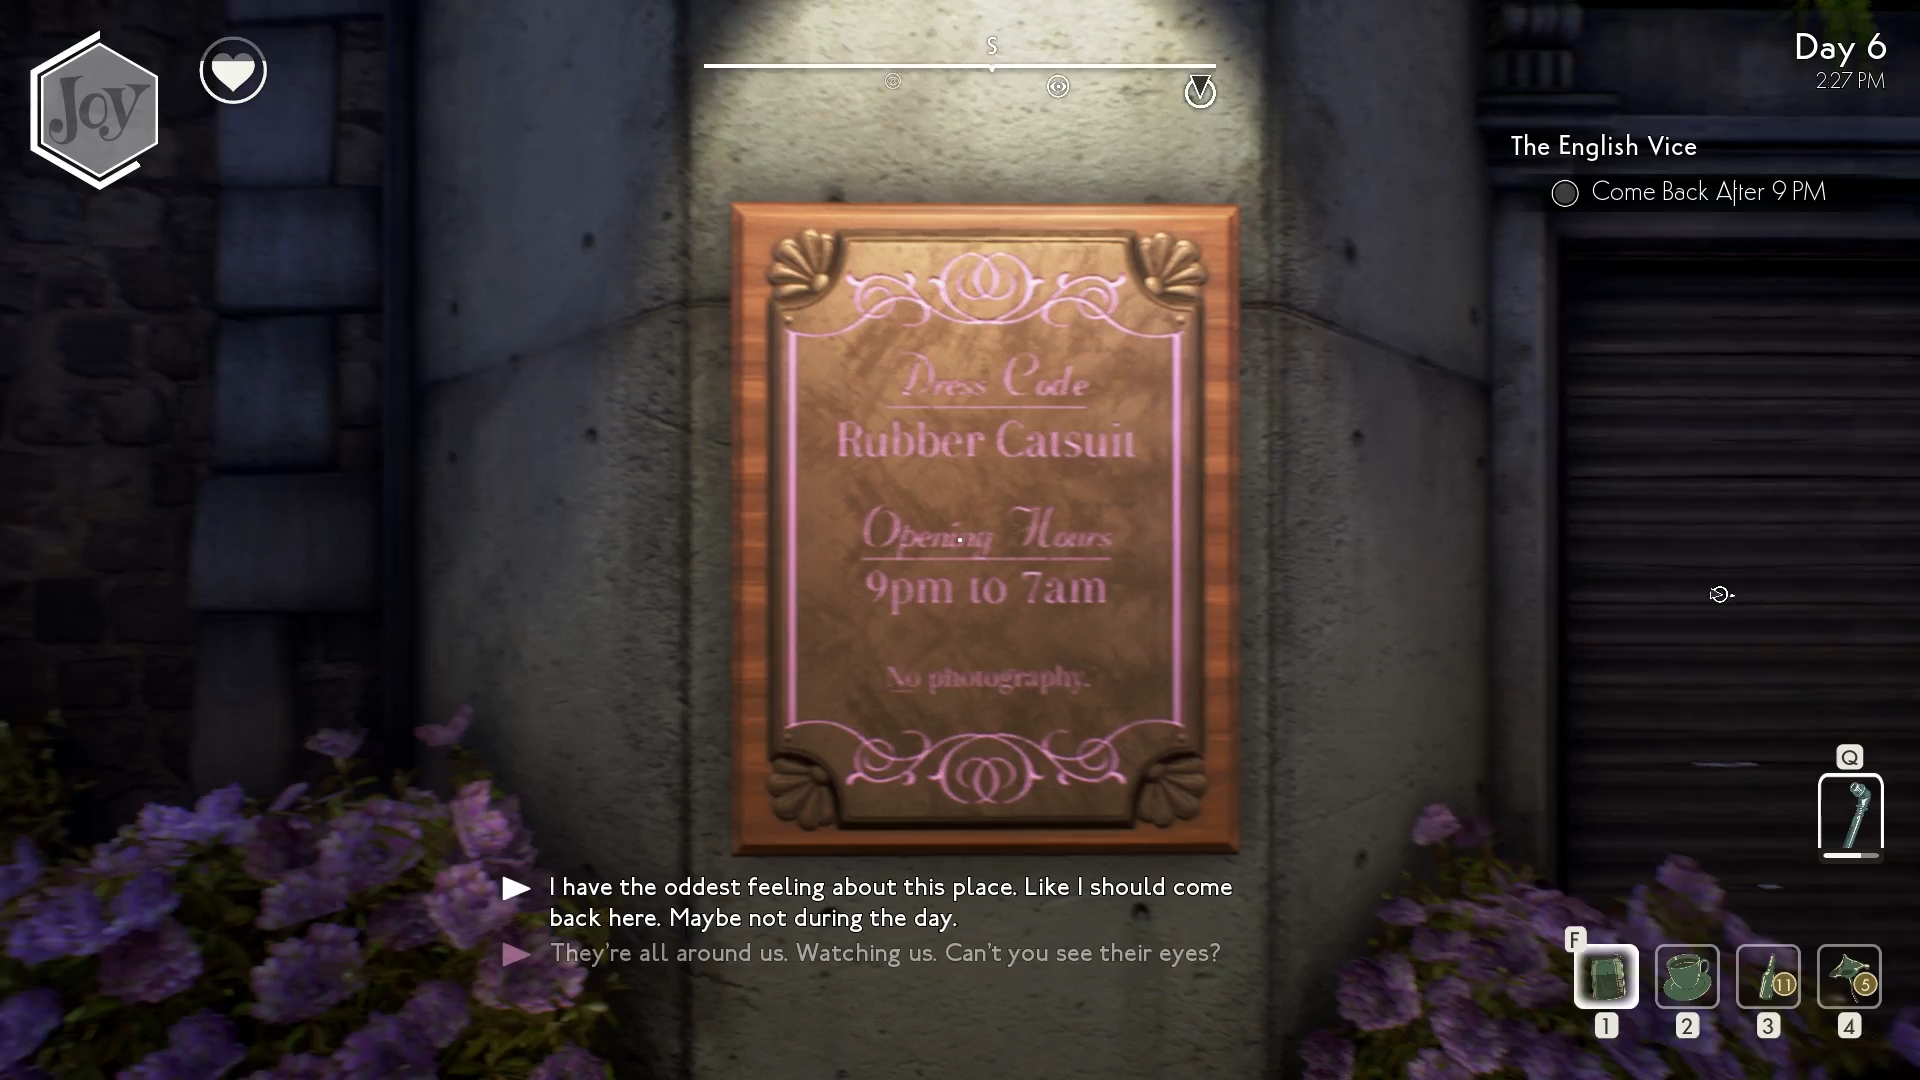 Joy
S
Day 6
2:27 PM
The English Vice
Come Back After 9 PM
Dress Code
Rubber Catsuit
Opening Hours
9pm to 7am
No photography.
I have the oddest feeling about this place. Like I should come
back here. Maybe not during the day.
They're all around us. Watching us. Can't you see their eyes?
Q
F
11
5
1
2
3
4